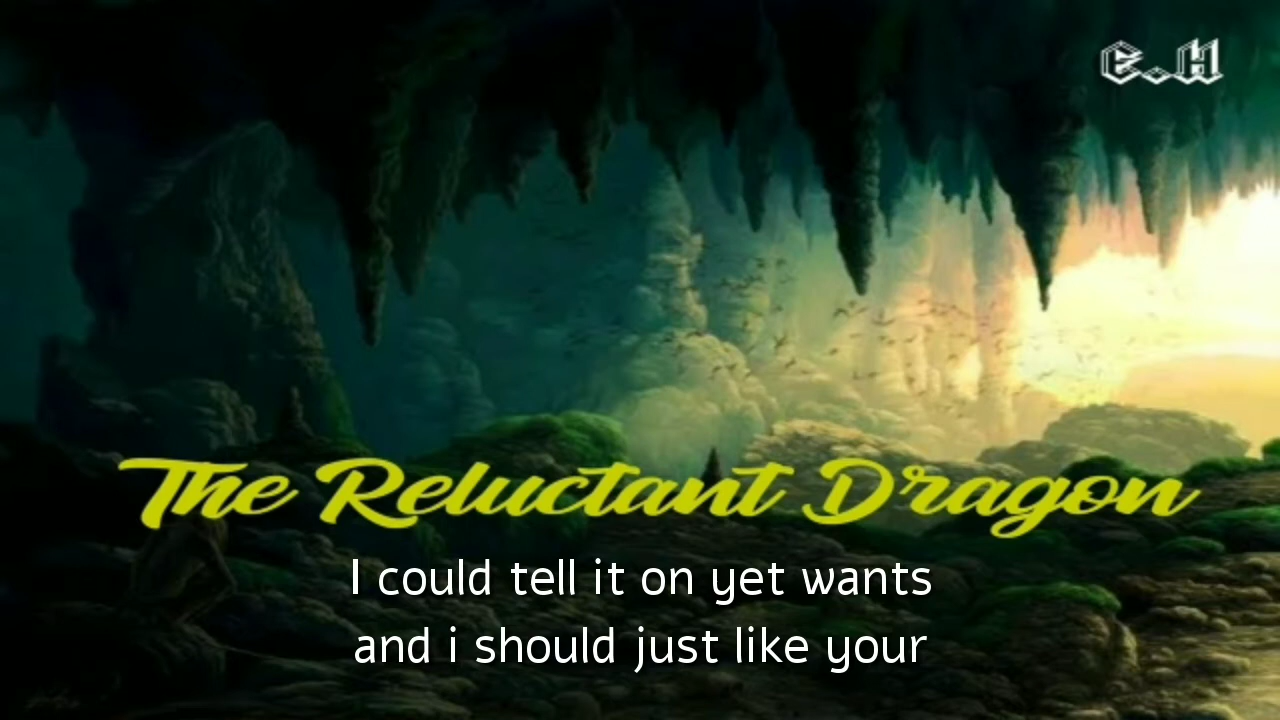 E.H
The Reluctant Dragon
I could tell it on yet wants
and i should just like your